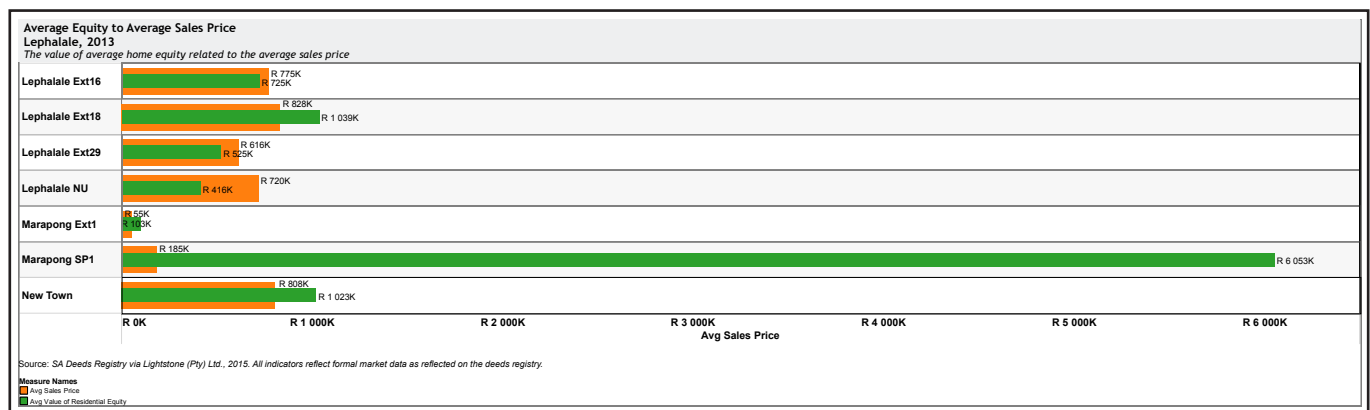 Average Equity to Average Sales Price
Lephalale, 2013
The value of average home equity related to the average sales price
Lephalale Ext16
R 775K
R 725K
Lephalale Ext18
R 828K
R 1 039K
Lephalale Ext29
R 616K
R 525K
Lephalale NU
R 720K
R 416K
Marapong Ext1
R 55K
R 103K
Marapong SP1
R 185K
R 6 053K
New Town
R 808K
R 1 023K
R 0K R 1 000K R 2 000K R 3 000K R 4 000K R 5 000K R 6 000K
Avg Sales Price
Source: SA Deeds Registry via Lightstone (Pty) Ltd., 2015. All indicators reflect formal market data as reflected on the deeds registry.
Measure Names
Avg Sales Price
Avg Value of Residential Equity